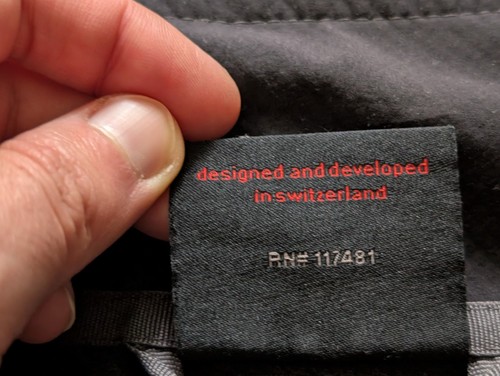 designed and developed
in switzerland
RN# 117481